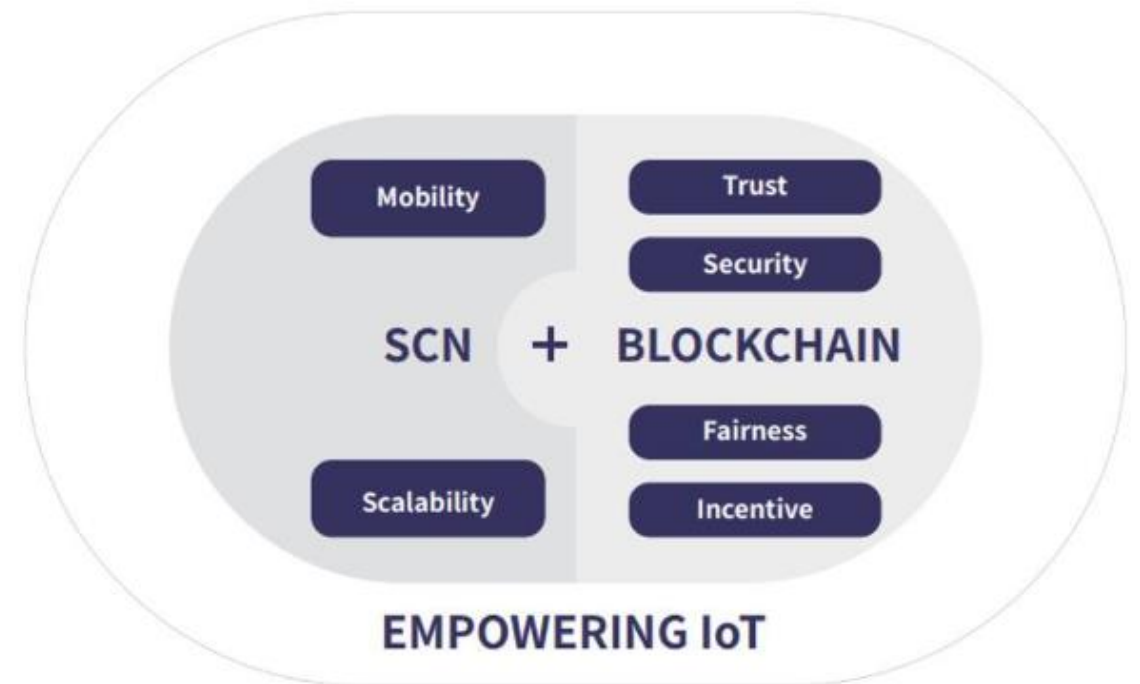 Mobility
Scalability
SCN + BLOCKCHAIN
Trust
Security
Fairness
Incentive
EMPOWERING IoT